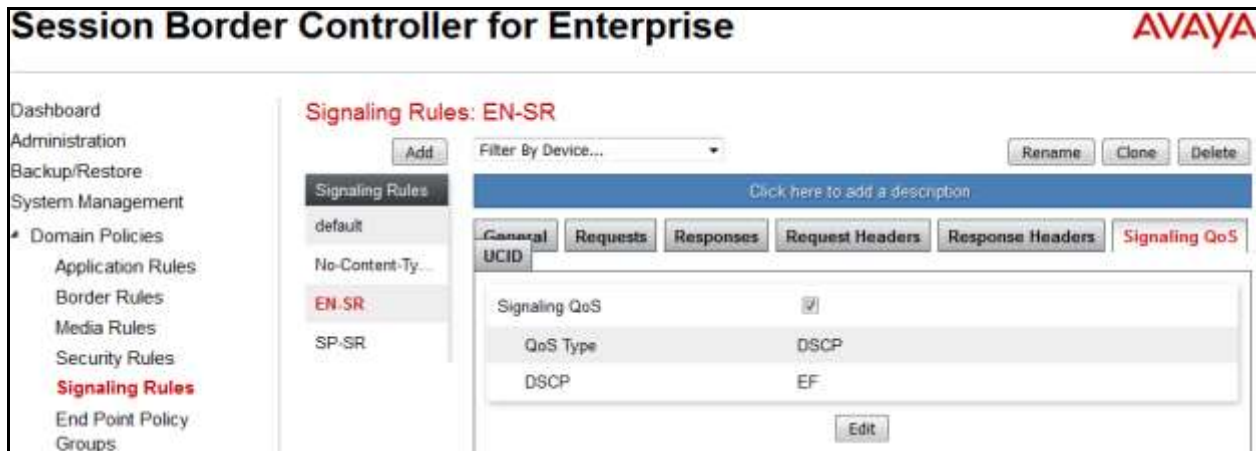 Session Border Controller for Enterprise
AVAYA
Dashboard
Administration
Backup/Restore
System Management
Domain Policies
Application Rules
Border Rules
Media Rules
Security Rules
Signaling Rules
End Point Policy
Groups
Signaling Rules: EN-SR
Add
Filter By Device...
Rename
Clone
Delete
Signaling Rules
default
No-Content-Ty...
EN-SR
SP-SR
Click here to add a description
General
Requests
Responses
Request Headers
Response Headers
Signaling QoS
UCID
Signaling QoS
QoS Type DSCP
DSCP EF
Edit